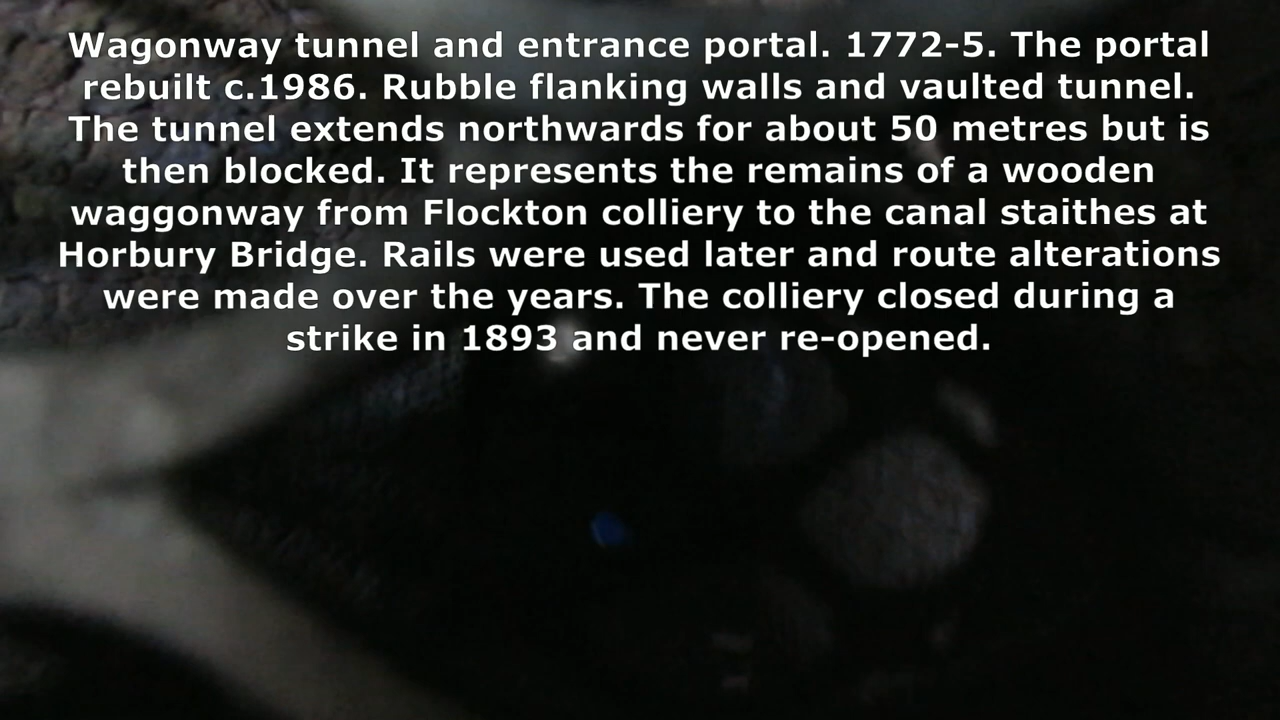 Wagonway tunnel and entrance portal. 1772-5. The portal
rebuilt c.1986. Rubble flanking walls and vaulted tunnel.
The tunnel extends northwards for about 50 metres but is
then blocked. It represents the remains of a wooden
waggonway from Flockton colliery to the canal staithes at
Horbury Bridge. Rails were used later and route alterations
were made over the years. The colliery closed during a
strike in 1893 and never re-opened.